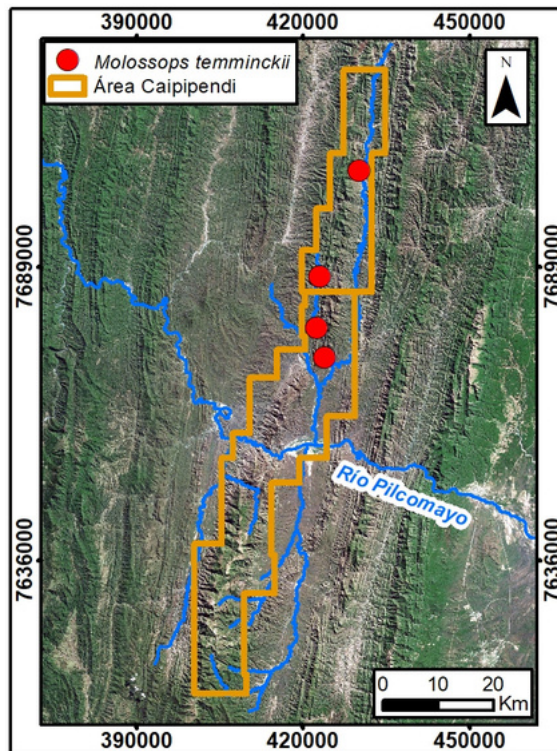 390000 420000 450000
Molossops temminckii
Área Caipipendi
N
7689000 7689000
Río Pilcomayo
7636000 7636000
0 10 20
Km
390000 420000 450000